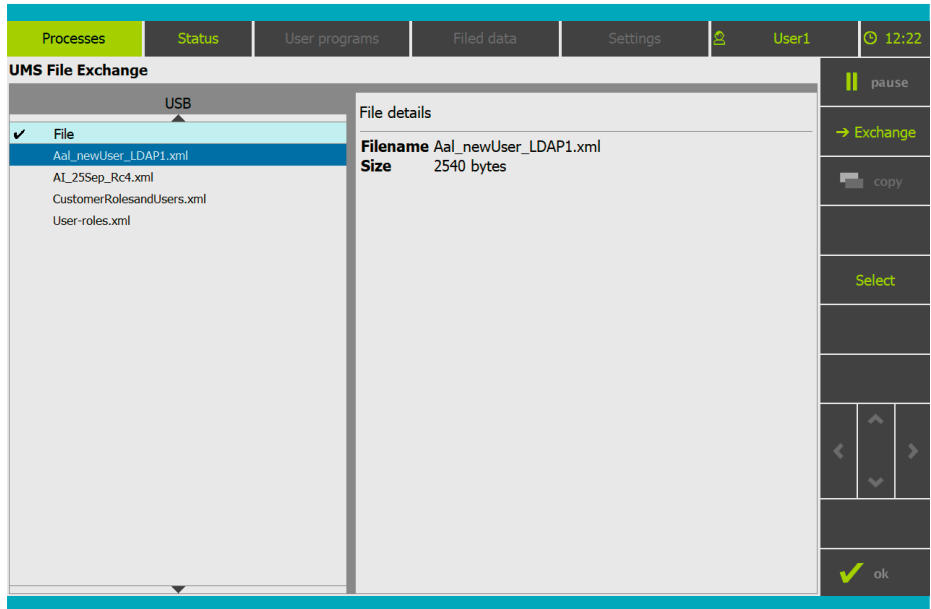 Processes Status User programs Filed data Settings User1 12:22
UMS File Exchange
pause
USB
File details
Exchange
File
Filename Aal_newUser_LDAP1.xml
Aal_newUser_LDAP1.xml
Size 2540 bytes
AI_25Sep_Rc4.xml
copy
CustomerRolesandUsers.xml
User-roles.xml
Select
ok